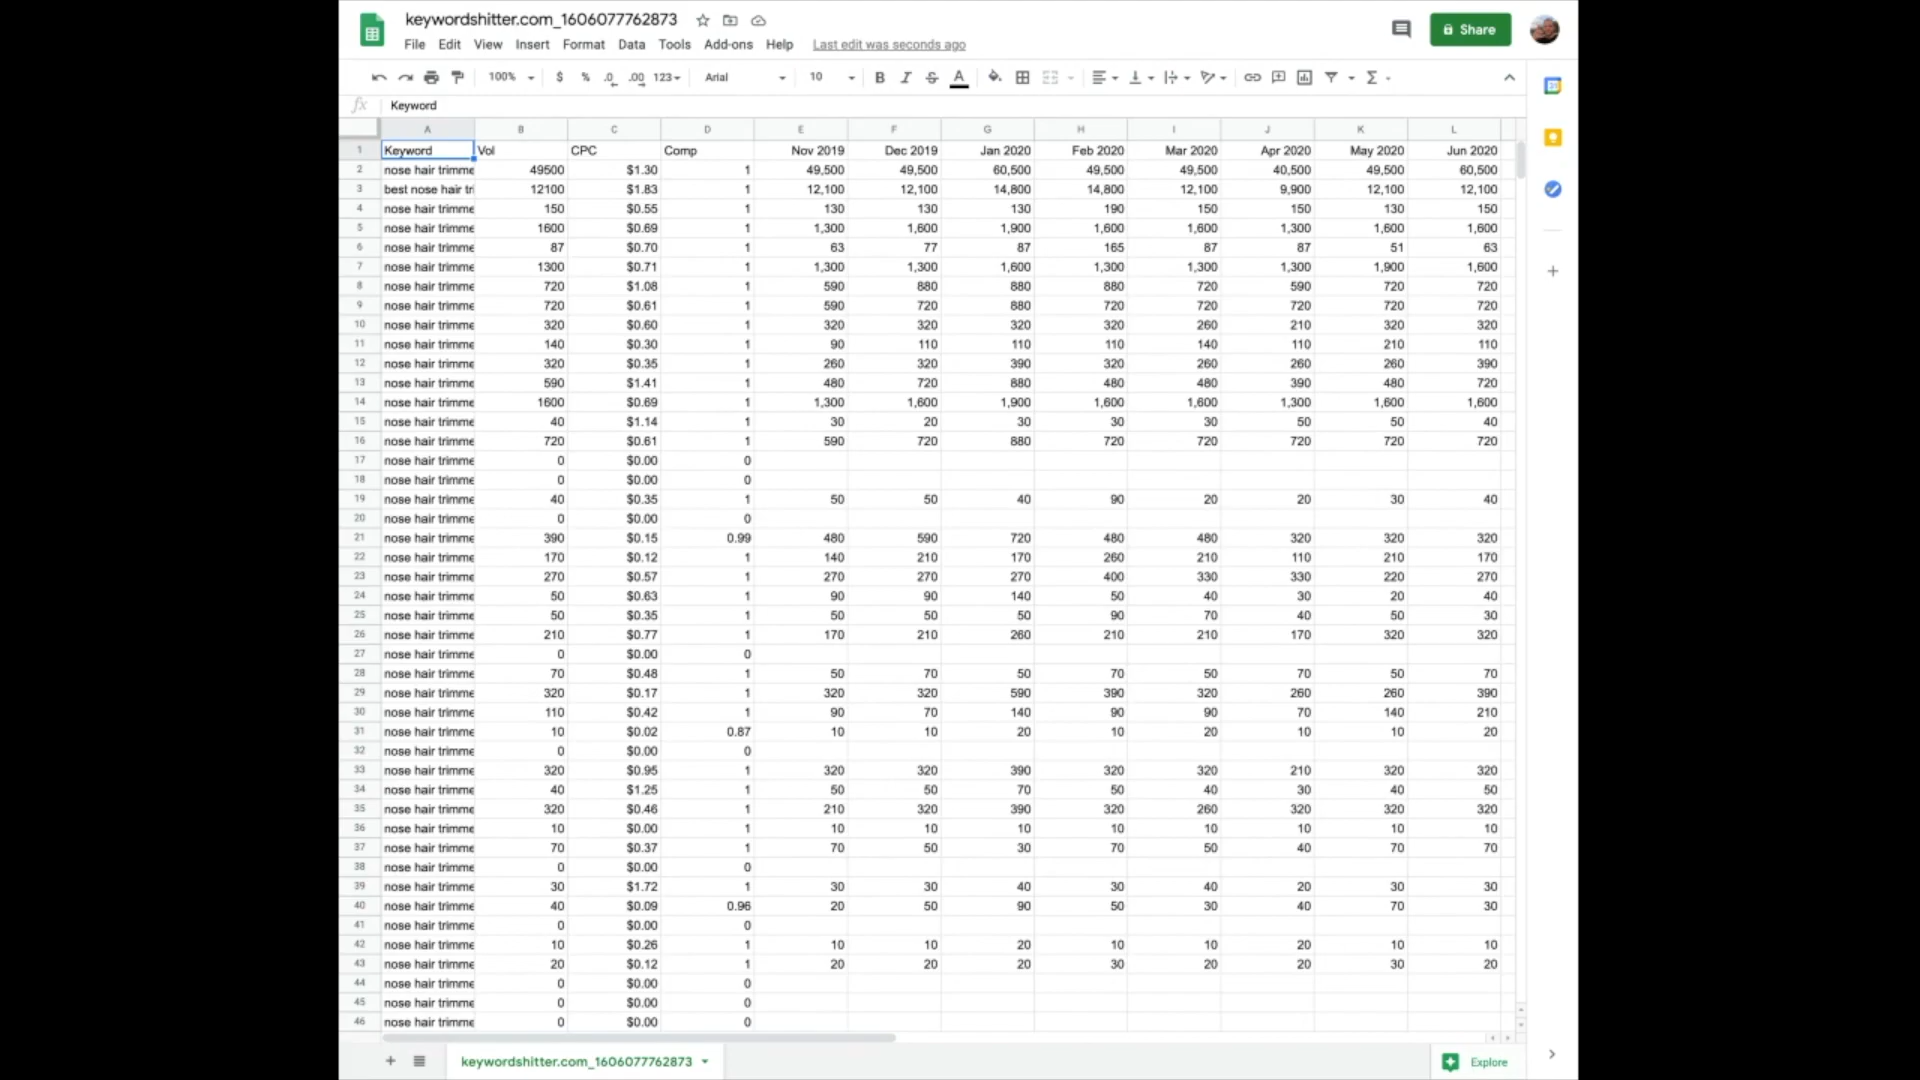 keywordshitter.com_1606077762873
Share
File Edit View Insert Format Data Tools Add-ons Help Last edit was seconds ago
100% $ % .0 .00 123 Arial 10 B I S A
fx Keyword
A B C D E F G H I J K L
1 Keyword Vol CPC Comp Nov 2019 Dec 2019 Jan 2020 Feb 2020 Mar 2020 Apr 2020 May 2020 Jun 2020
2 nose hair trimme 49500 $1.30 1 49,500 49,500 60,500 49,500 49,500 40,500 49,500 60,500
3 best nose hair tri 12100 $1.83 1 12,100 12,100 14,800 14,800 12,100 9,900 12,100 12,100
4 nose hair trimme 150 $0.55 1 130 130 130 190 150 150 130 150
5 nose hair trimme 1600 $0.69 1 1,300 1,600 1,900 1,600 1,600 1,300 1,600 1,600
6 nose hair trimme 87 $0.70 1 63 77 87 165 87 87 51 63
7 nose hair trimme 1300 $0.71 1 1,300 1,300 1,600 1,300 1,300 1,300 1,900 1,600
8 nose hair trimme 720 $1.08 1 590 880 880 880 720 590 720 720
9 nose hair trimme 720 $0.61 1 590 720 880 720 720 720 720 720
10 nose hair trimme 320 $0.60 1 320 320 320 320 260 210 320 320
11 nose hair trimme 140 $0.30 1 90 110 110 110 140 110 210 110
12 nose hair trimme 320 $0.35 1 260 320 390 320 260 260 260 390
13 nose hair trimme 590 $1.41 1 480 720 880 480 480 390 480 720
14 nose hair trimme 1600 $0.69 1 1,300 1,600 1,900 1,600 1,600 1,300 1,600 1,600
15 nose hair trimme 40 $1.14 1 30 20 30 30 30 50 50 40
16 nose hair trimme 720 $0.61 1 590 720 880 720 720 720 720 720
17 nose hair trimme 0 $0.00 0
18 nose hair trimme 0 $0.00 0
19 nose hair trimme 40 $0.35 1 50 50 40 90 20 20 30 40
20 nose hair trimme 0 $0.00 0
21 nose hair trimme 390 $0.15 0.99 480 590 720 480 480 320 320 320
22 nose hair trimme 170 $0.12 1 140 210 170 260 210 110 210 170
23 nose hair trimme 270 $0.57 1 270 270 270 400 330 330 220 270
24 nose hair trimme 50 $0.63 1 90 90 140 50 40 30 20 40
25 nose hair trimme 50 $0.35 1 50 50 50 90 70 40 50 30
26 nose hair trimme 210 $0.77 1 170 210 260 210 210 170 320 320
27 nose hair trimme 0 $0.00 0
28 nose hair trimme 70 $0.48 1 50 70 50 70 50 70 50 70
29 nose hair trimme 320 $0.17 1 320 320 590 390 320 260 260 390
30 nose hair trimme 110 $0.42 1 90 70 140 90 90 70 140 210
31 nose hair trimme 10 $0.02 0.87 10 10 20 10 20 10 10 20
32 nose hair trimme 0 $0.00 0
33 nose hair trimme 320 $0.95 1 320 320 390 320 320 210 320 320
34 nose hair trimme 40 $1.25 1 50 50 70 50 40 30 40 50
35 nose hair trimme 320 $0.46 1 210 320 390 320 260 320 320 320
36 nose hair trimme 10 $0.00 1 10 10 10 10 10 10 10 10
37 nose hair trimme 70 $0.37 1 70 50 30 70 50 40 70 70
38 nose hair trimme 0 $0.00 0
39 nose hair trimme 30 $1.72 1 30 30 40 30 40 20 30 30
40 nose hair trimme 40 $0.09 0.96 20 50 90 50 30 40 70 30
41 nose hair trimme 0 $0.00 0
42 nose hair trimme 10 $0.26 1 10 10 20 10 10 20 10 10
43 nose hair trimme 20 $0.12 1 20 20 20 30 20 20 30 20
44 nose hair trimme 0 $0.00 0
45 nose hair trimme 0 $0.00 0
46 nose hair trimme 0 $0.00 0
keywordshitter.com_1606077762873
Explore